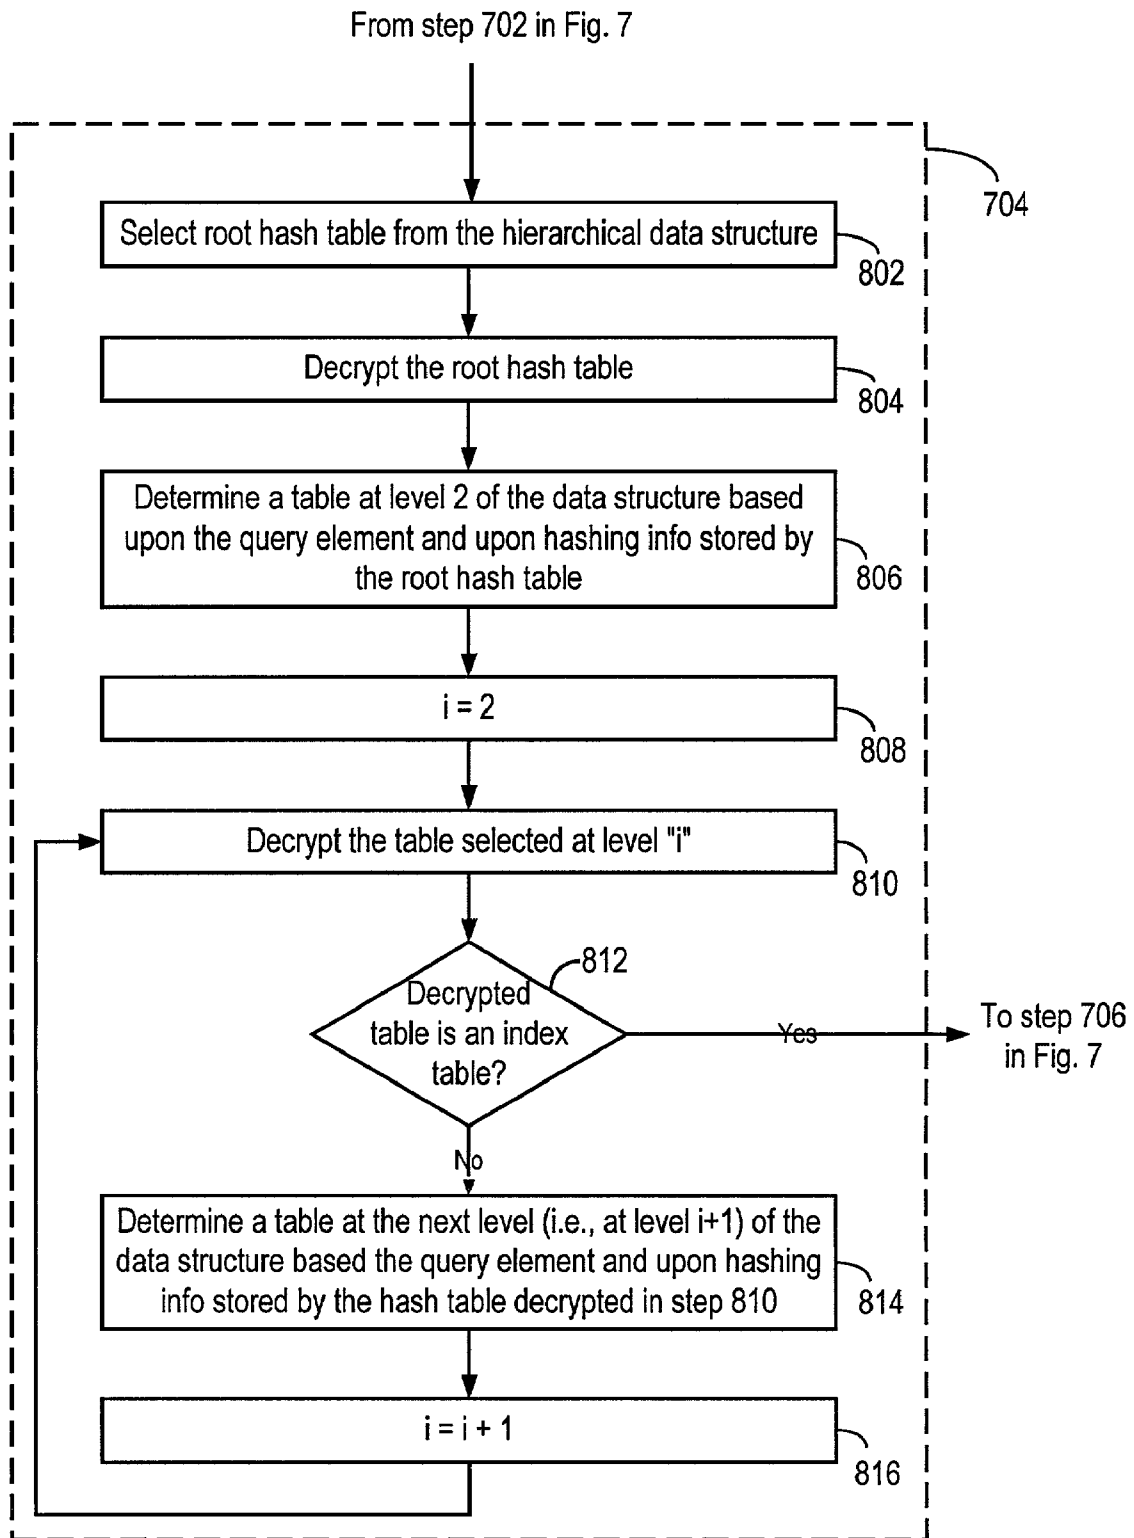 From step 702 in Fig. 7
704
Select root hash table from the hierarchical data structure
802
Decrypt the root hash table
804
Determine a table at level 2 of the data structure based
upon the query element and upon hashing info stored by
the root hash table
806
i = 2
808
Decrypt the table selected at level "i"
810
812
Decrypted
table is an index
table?
Yes
To step 706
in Fig. 7
No
Determine a table at the next level (i.e., at level i+1) of the
data structure based the query element and upon hashing
info stored by the hash table decrypted in step 810
814
i = i + 1
816